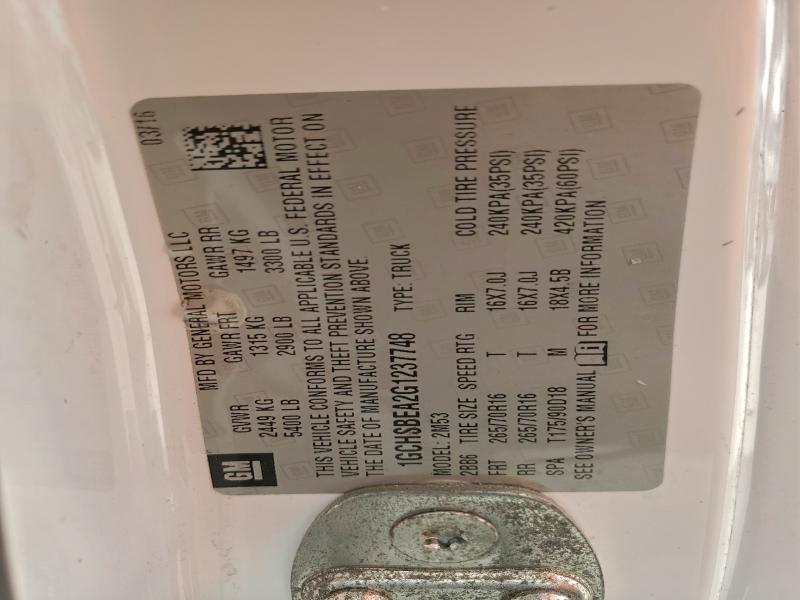 GM
MFD BY GENERAL MOTORS LLC
03/16
GVWR GAWR FRT GAWR RR
2449 KG 1315 KG 1497 KG
5400 LB 2900 LB 3300 LB
THIS VEHICLE CONFORMS TO ALL APPLICABLE U.S. FEDERAL MOTOR
VEHICLE SAFETY AND THEFT PREVENTION STANDARDS IN EFFECT ON
THE DATE OF MANUFACTURE SHOWN ABOVE.
1GCHSBEA2G1237748 TYPE: TRUCK
MODEL: 2M53
2BB6 TIRE SIZE SPEED RTG RIM COLD TIRE PRESSURE
FRT 265/70R16 T 16X7.0J 240KPA(35PSI)
RR 265/70R16 T 16X7.0J 240KPA(35PSI)
SPA T175/90D18 M 18X4.5B 420KPA(60PSI)
SEE OWNER'S MANUAL FOR MORE INFORMATION